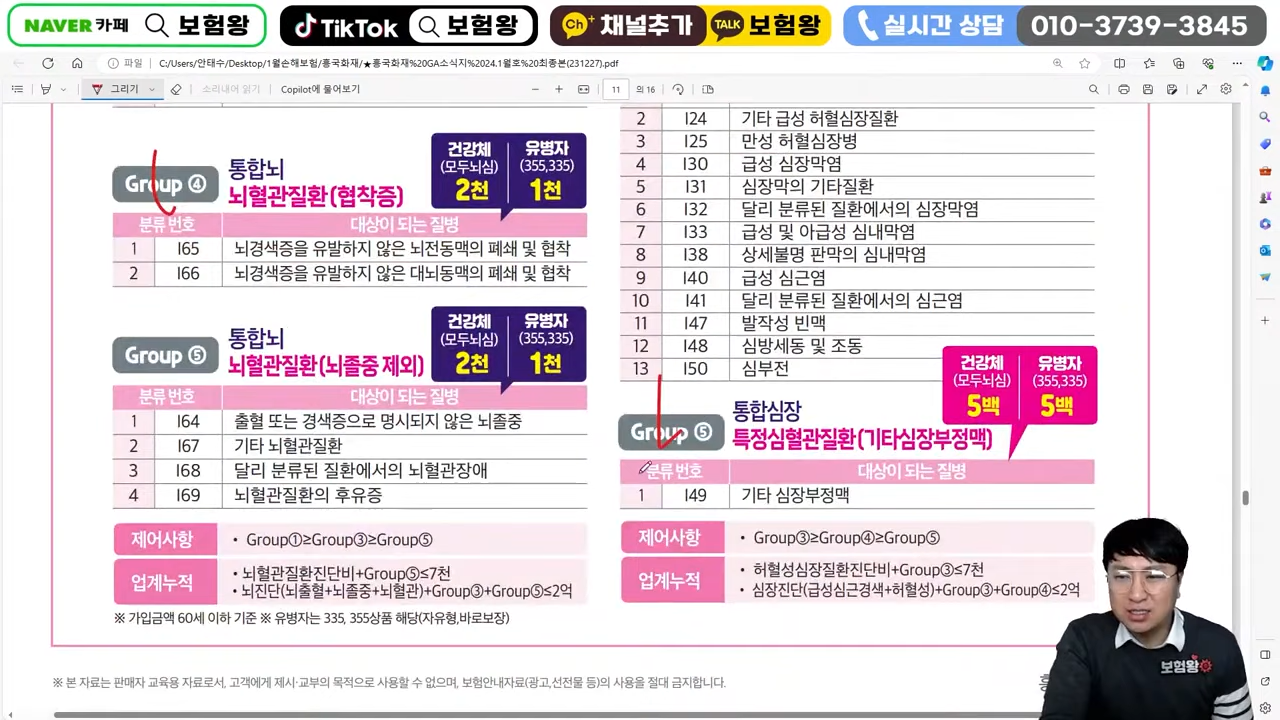 NAVER 카페 보험왕
TikTok 보험왕
Ch+ 채널추가 TALK 보험왕
실시간 상담 010-3739-3845
파일 C:/Users/안태수/Desktop/1월손해보험/흥국화재/★흥국화재%20GA소식지%2024.1월호%20최종본(231227).pdf
그리기 소리내어 읽기 Copilot에 물어보기 11 의 16
Group ④
통합뇌
뇌혈관질환(협착증)
건강체 (모두뇌심) 2천
유병자 (355,335) 1천
분류 번호 대상이 되는 질병
1 I65 뇌경색증을 유발하지 않은 뇌전동맥의 폐쇄 및 협착
2 I66 뇌경색증을 유발하지 않은 대뇌동맥의 폐쇄 및 협착
Group ⑤
통합뇌
뇌혈관질환(뇌졸중 제외)
건강체 (모두뇌심) 2천
유병자 (355,335) 1천
분류 번호 대상이 되는 질병
1 I64 출혈 또는 경색증으로 명시되지 않은 뇌졸중
2 I67 기타 뇌혈관질환
3 I68 달리 분류된 질환에서의 뇌혈관장애
4 I69 뇌혈관질환의 후유증
제어사항 • Group①≥Group③≥Group⑤
업계누적 • 뇌혈관질환진단비+Group⑤≤7천
• 뇌진단(뇌출혈+뇌졸중+뇌혈관)+Group③+Group⑤≤2억
※ 가입금액 60세 이하 기준 ※ 유병자는 335, 355상품 해당(자유형,바로보장)
2 I24 기타 급성 허혈심장질환
3 I25 만성 허혈심장병
4 I30 급성 심장막염
5 I31 심장막의 기타질환
6 I32 달리 분류된 질환에서의 심장막염
7 I33 급성 및 아급성 심내막염
8 I38 상세불명 판막의 심내막염
9 I40 급성 심근염
10 I41 달리 분류된 질환에서의 심근염
11 I47 발작성 빈맥
12 I48 심방세동 및 조동
13 I50 심부전
Group ⑤
통합심장
특정심혈관질환(기타심장부정맥)
건강체 (모두뇌심) 5백
유병자 (355,335) 5백
분류 번호 대상이 되는 질병
1 I49 기타 심장부정맥
제어사항 • Group③≥Group④≥Group⑤
업계누적 • 허혈성심장질환진단비+Group③≤7천
• 심장진단(급성심근경색+허혈성)+Group③+Group④≤2억
※ 본 자료는 판매자 교육용 자료로서, 고객에게 제시·교부의 목적으로 사용할 수 없으며, 보험안내자료(광고,선전물 등)의 사용을 절대 금지합니다.
흥
보험왕